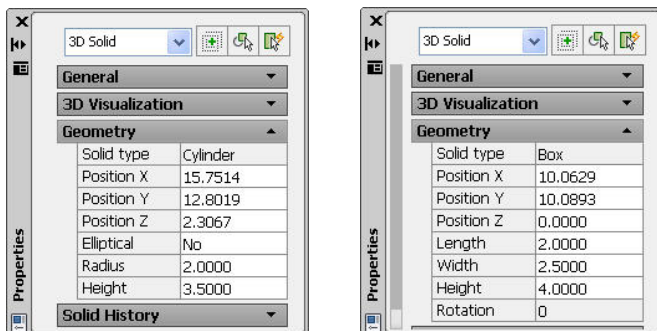 3D Solid
General
3D Visualization
Geometry
Solid type Cylinder
Position X 15.7514
Position Y 12.8019
Position Z 2.3067
Elliptical No
Radius 2.0000
Height 3.5000
Solid History
Properties
3D Solid
General
3D Visualization
Geometry
Solid type Box
Position X 10.0629
Position Y 10.0893
Position Z 0.0000
Length 2.0000
Width 2.5000
Height 4.0000
Rotation 0
Properties